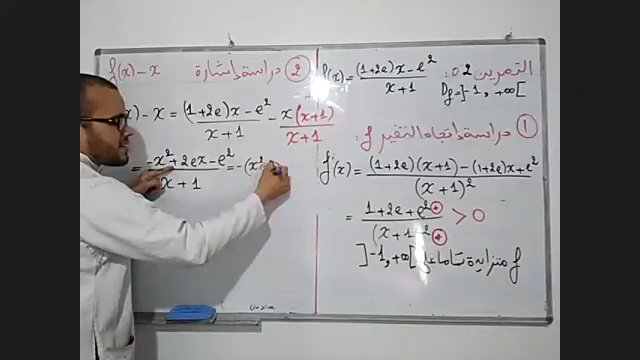 التمرين 02: f(x) = (1+2e)x - e² / x+1
Df = ]-1, +∞[
① دراسة اتجاه التغير f
f'(x) = (1+2e)(x+1) - (1+2e)x + e² / (x+1)²
= 1+2e+e² ⊕ / (x+1)² ⊕ > 0
f متزايدة تماما على ]-1, +∞[
② دراسة إشارة f(x) - x
) - x = (1+2e)x - e² / x+1 - x(x+1) / x+1
= -x² + 2ex - e² / x+1 = -(x²